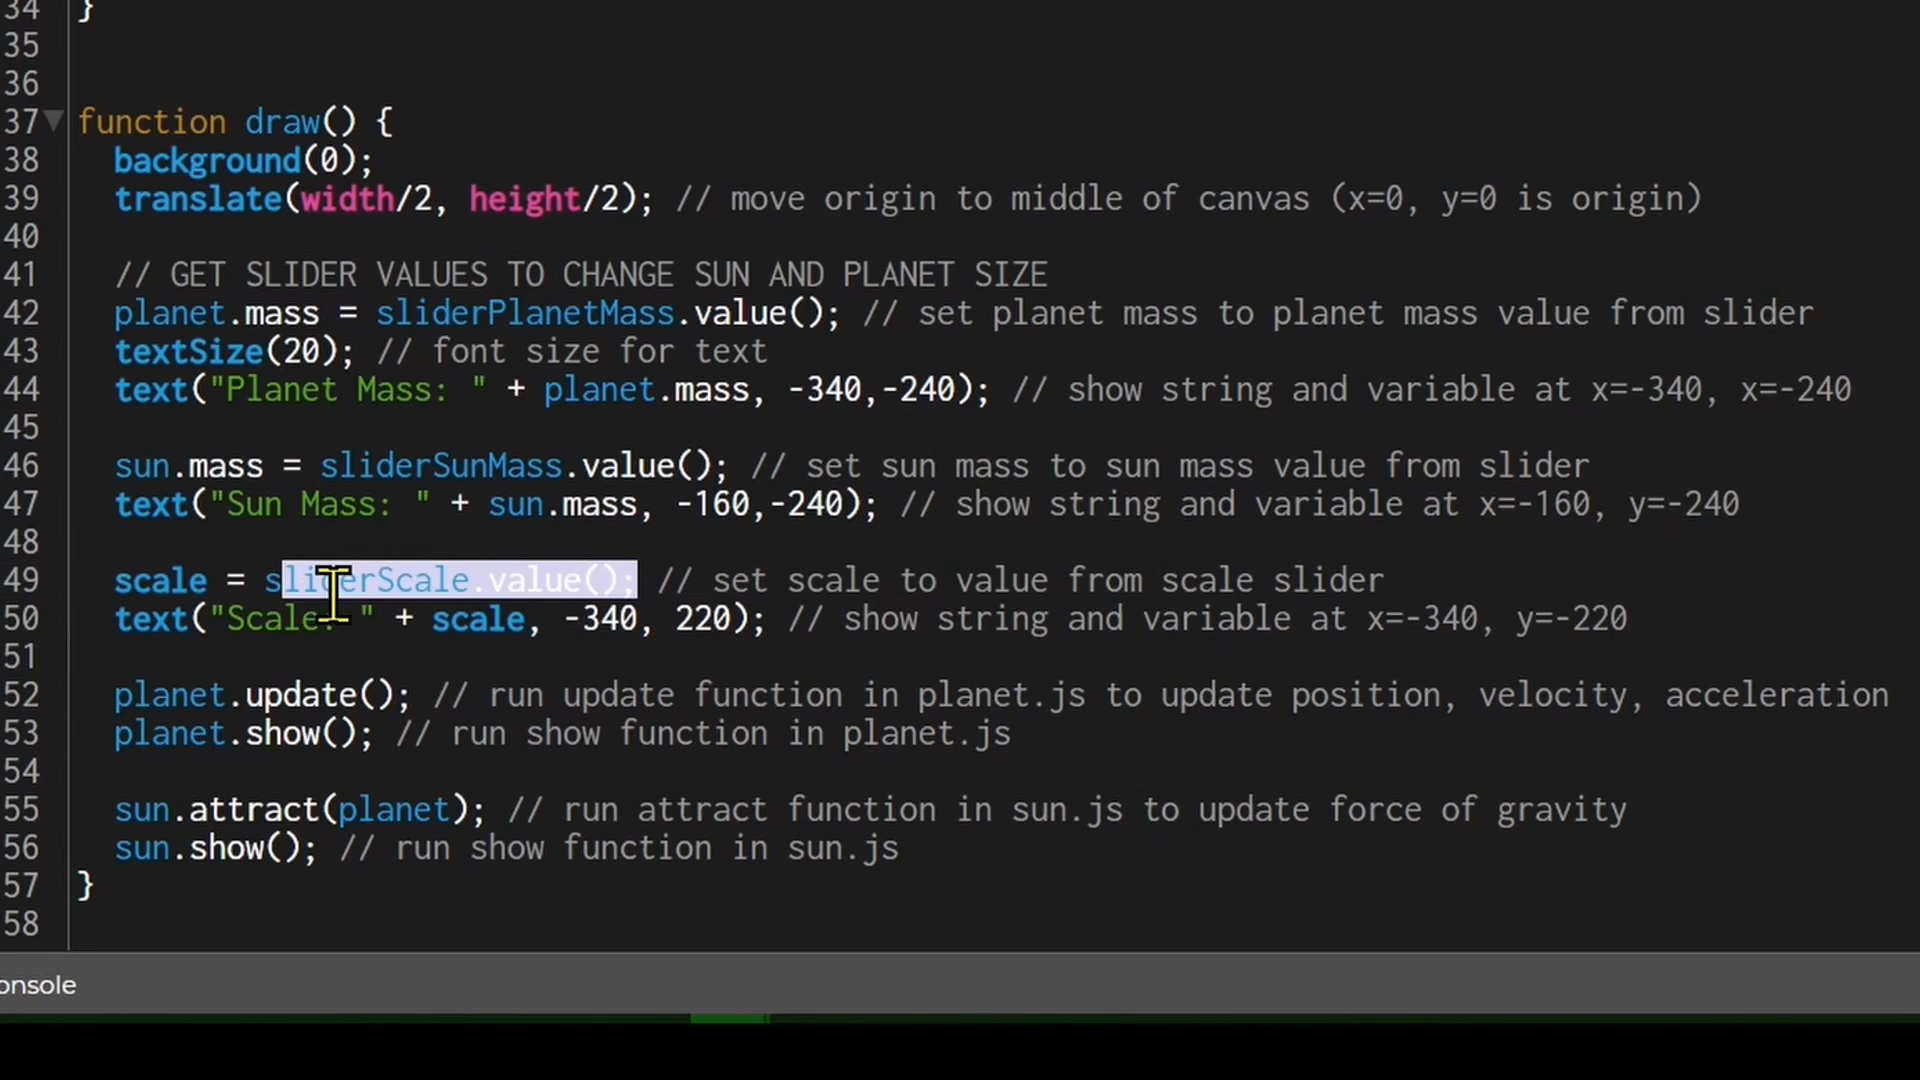 34 }
35
36
37 function draw() {
38 background(0);
39 translate(width/2, height/2); // move origin to middle of canvas (x=0, y=0 is origin)
40
41 // GET SLIDER VALUES TO CHANGE SUN AND PLANET SIZE
42 planet.mass = sliderPlanetMass.value(); // set planet mass to planet mass value from slider
43 textSize(20); // font size for text
44 text("Planet Mass: " + planet.mass, -340,-240); // show string and variable at x=-340, x=-240
45
46 sun.mass = sliderSunMass.value(); // set sun mass to sun mass value from slider
47 text("Sun Mass: " + sun.mass, -160,-240); // show string and variable at x=-160, y=-240
48
49 scale = sliderScale.value(); // set scale to value from scale slider
50 text("Scale: " + scale, -340, 220); // show string and variable at x=-340, y=-220
51
52 planet.update(); // run update function in planet.js to update position, velocity, acceleration
53 planet.show(); // run show function in planet.js
54
55 sun.attract(planet); // run attract function in sun.js to update force of gravity
56 sun.show(); // run show function in sun.js
57 }
58
onsole